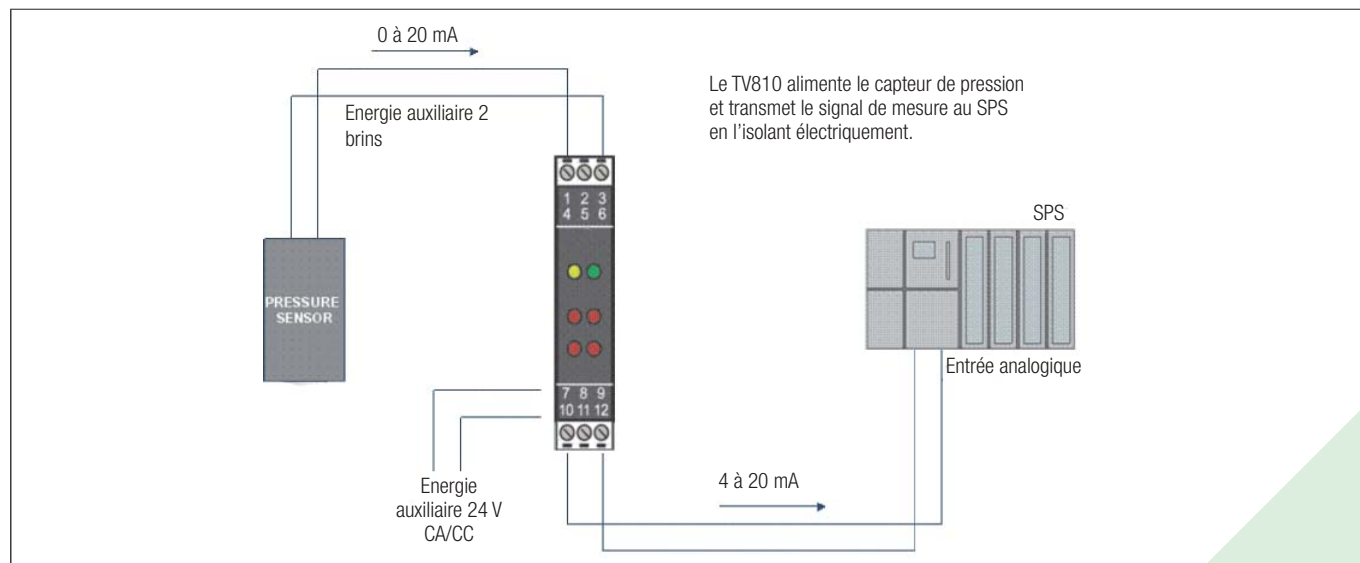 0 à 20 mA
Energie auxiliaire 2
brins
Le TV810 alimente le capteur de pression
et transmet le signal de mesure au SPS
en l'isolant électriquement.
1 2 3
4 5 6
SPS
PRESSURE
SENSOR
Entrée analogique
7 8 9
10 11 12
Energie
auxiliaire 24 V
CA/CC
4 à 20 mA